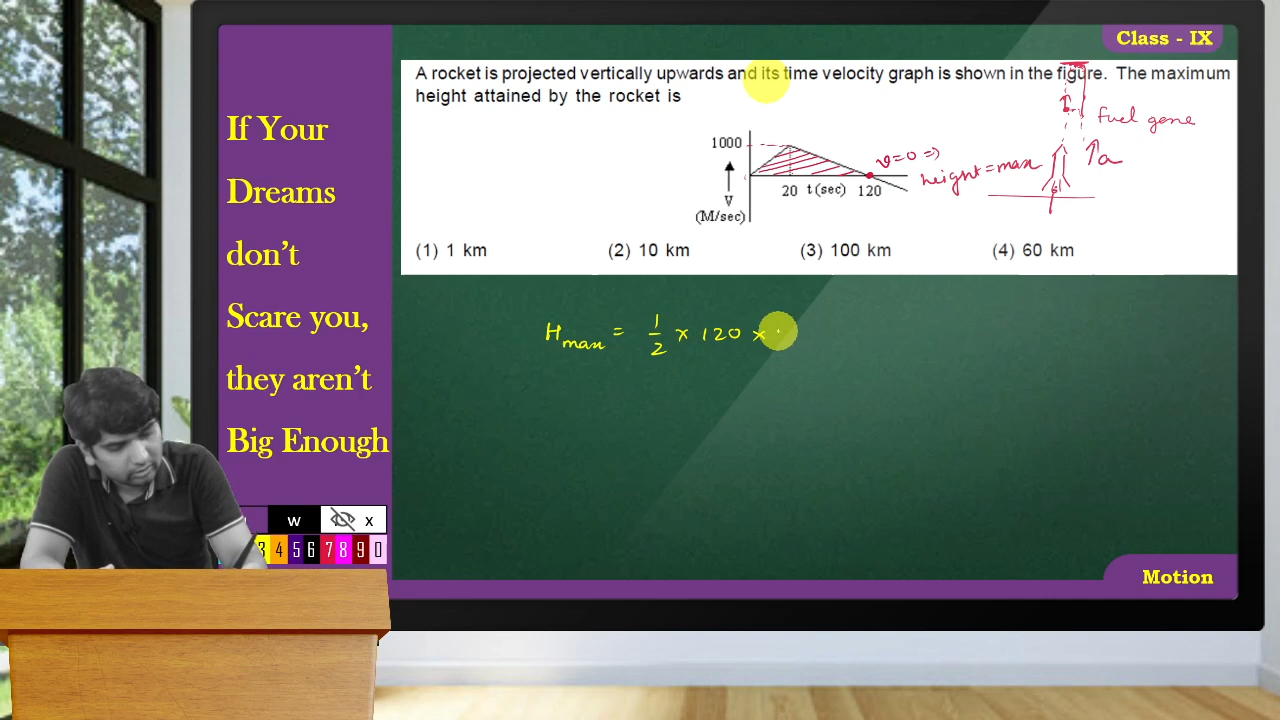 Class - IX
If Your
Dreams
don't
Scare you,
they aren't
Big Enough
A rocket is projected vertically upwards and its time velocity graph is shown in the figure. The maximum
height attained by the rocket is
fuel gone
1000
v=0 =>
height = max
↑a
20 t(sec) 120
V
(M/sec)
(1) 1 km (2) 10 km (3) 100 km (4) 60 km
Hmax = 1/2 x 120 x
w x
3 4 5 6 7 8 9 0
Motion